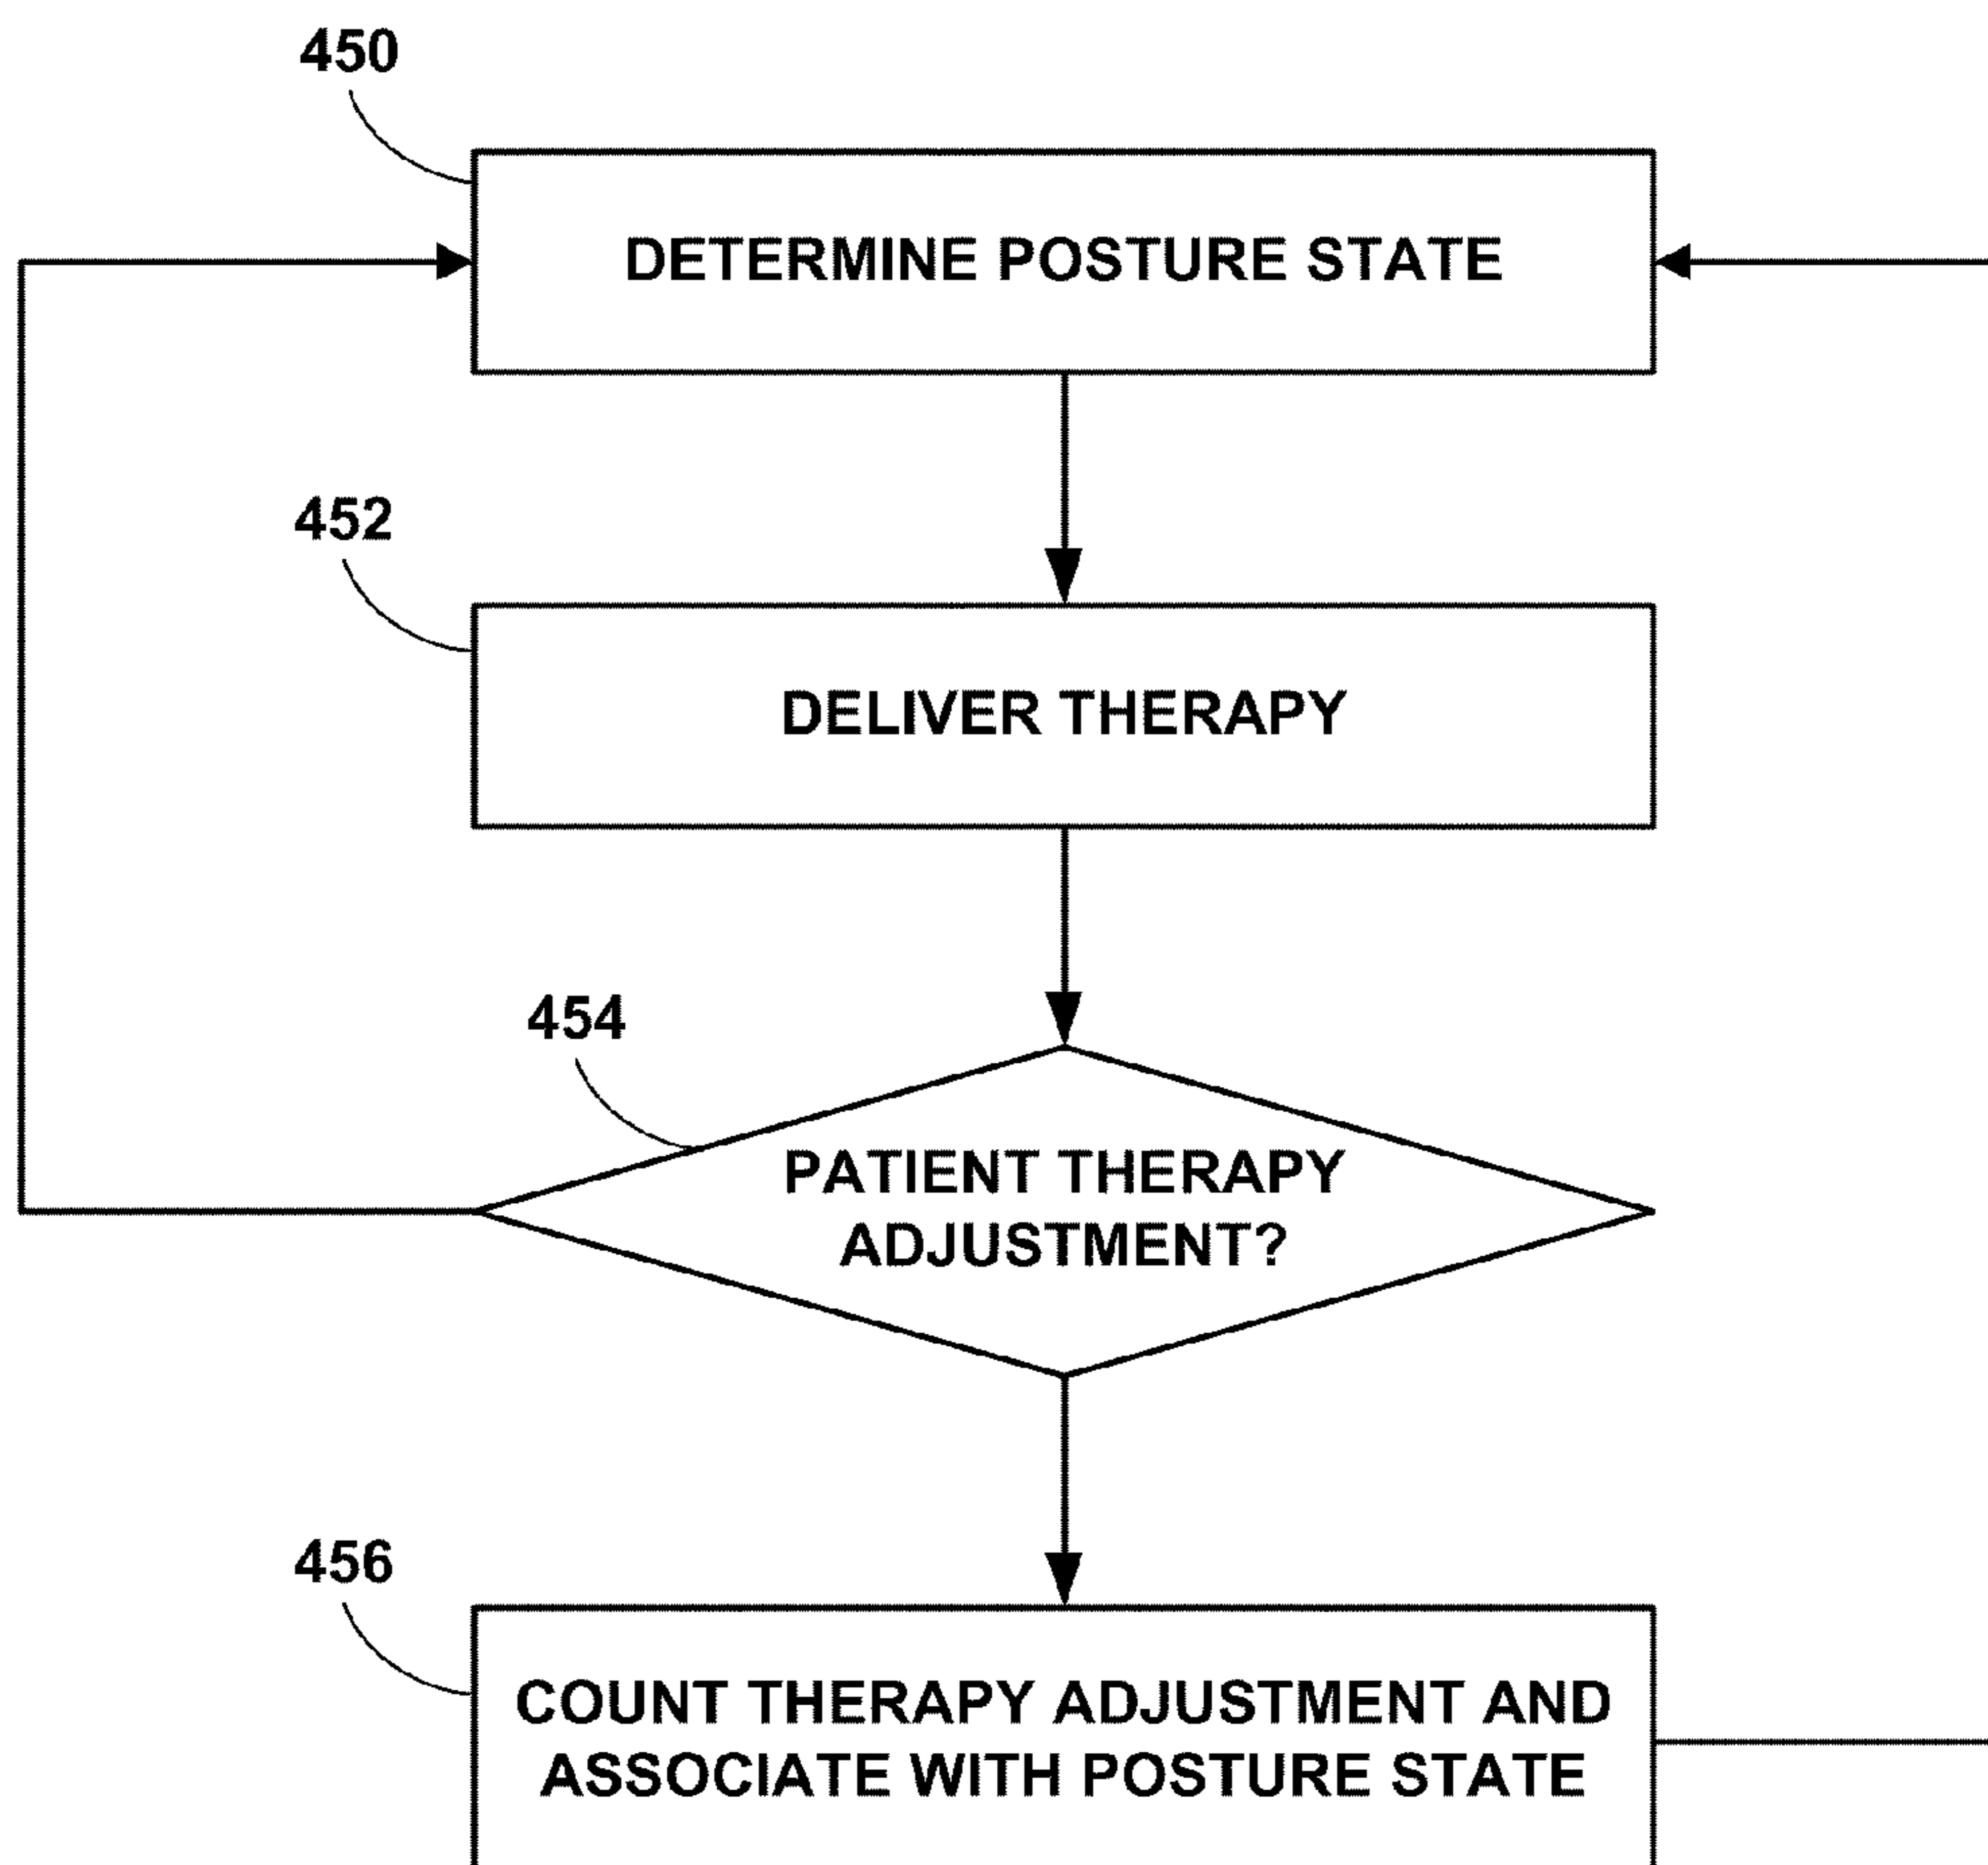 450
DETERMINE POSTURE STATE
452
DELIVER THERAPY
454
PATIENT THERAPY
ADJUSTMENT?
456
COUNT THERAPY ADJUSTMENT AND
ASSOCIATE WITH POSTURE STATE